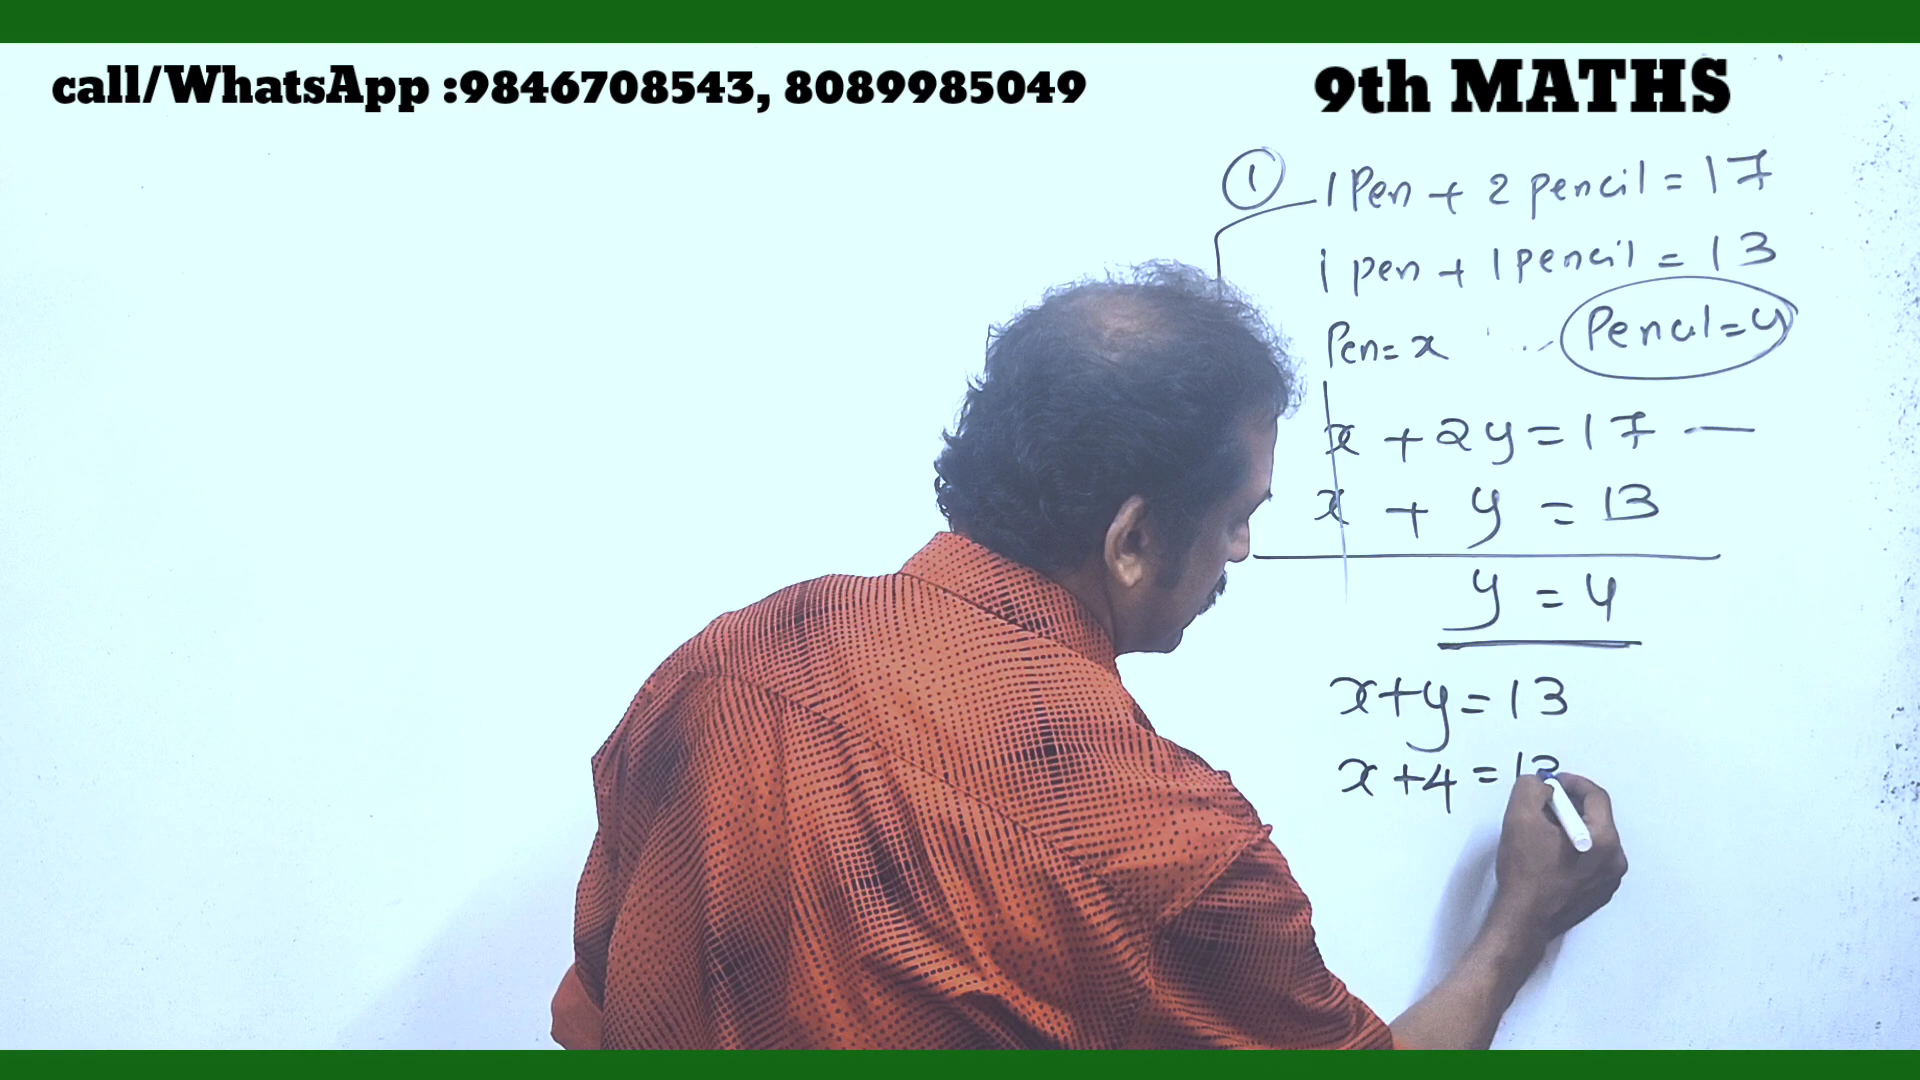 call/WhatsApp :9846708543, 8089985049
9th MATHS
① 1 Pen + 2 pencil = 17
1 pen + 1 pencil = 13
Pen = x Pencil = y
x + 2y = 17 —
x + y = 13
y = 4
x + y = 13
x + 4 = 13